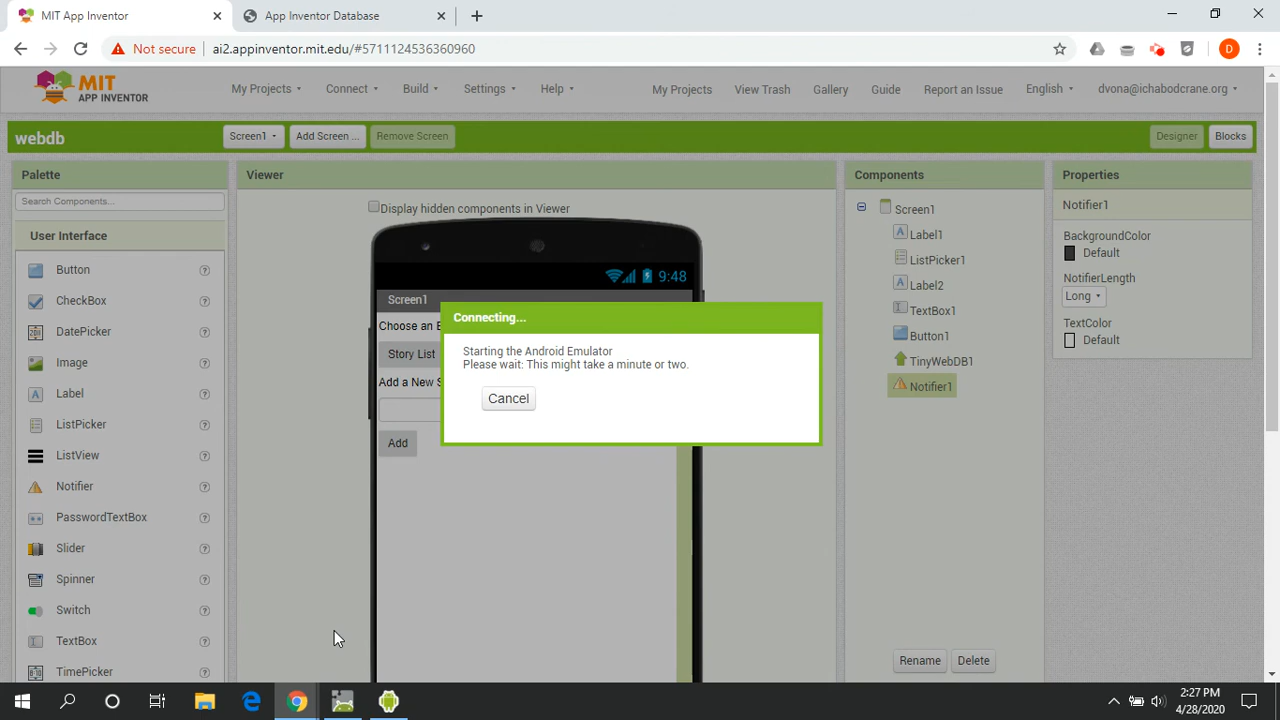 MIT App Inventor
App Inventor Database
Not secure
ai2.appinventor.mit.edu/#5711124536360960
D
MIT
APP INVENTOR
My Projects
Connect
Build
Settings
Help
My Projects
View Trash
Gallery
Guide
Report an Issue
English
dvona@ichabodcrane.org
webdb
Screen1
Add Screen ...
Remove Screen
Designer
Blocks
Palette
Viewer
Components
Properties
Search Components...
User Interface
Button
CheckBox
DatePicker
Image
Label
ListPicker
ListView
Notifier
PasswordTextBox
Slider
Spinner
Switch
TextBox
TimePicker
Display hidden components in Viewer
9:48
Screen1
Choose an E
Story List
Add a New S
Add
Connecting...
Starting the Android Emulator
Please wait: This might take a minute or two.
Cancel
Screen1
Label1
ListPicker1
Label2
TextBox1
Button1
TinyWebDB1
Notifier1
Rename
Delete
Notifier1
BackgroundColor
Default
NotifierLength
Long
TextColor
Default
2:27 PM
4/28/2020